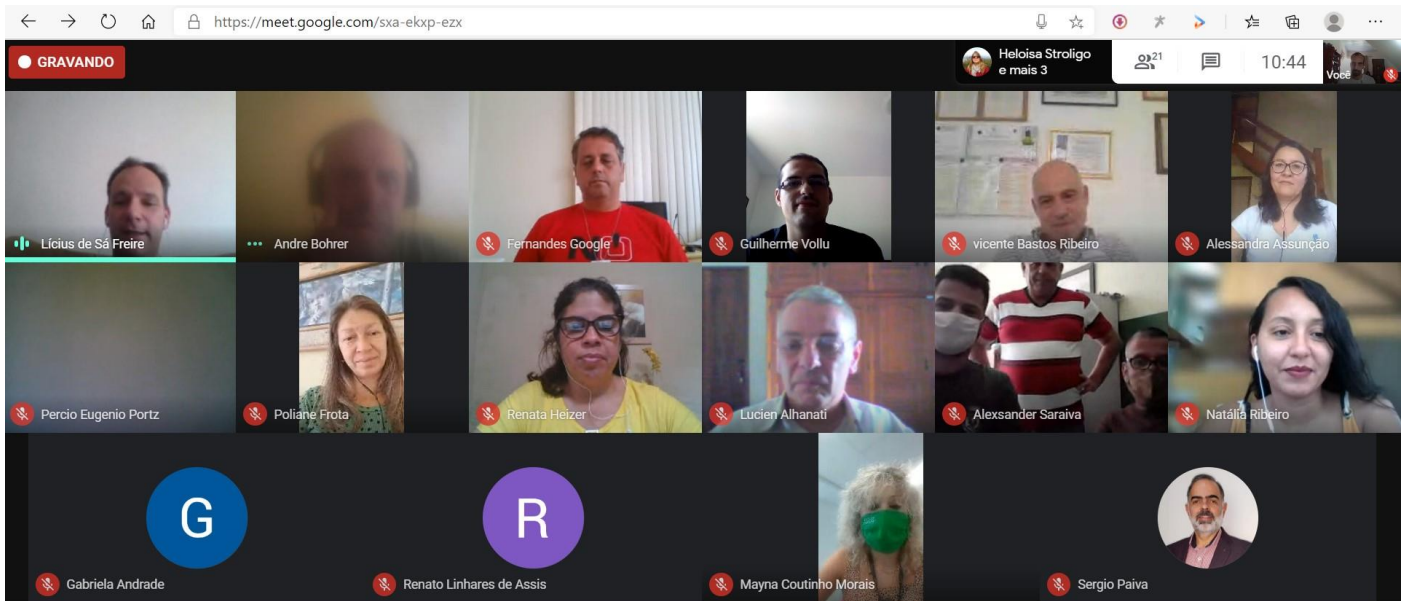 https://meet.google.com/sxa-ekxp-ezx
GRAVANDO
Heloisa Stroligo
e mais 3
21
10:44
Você
Lícius de Sá Freire
Andre Bohrer
Fernandes Google
Guilherme Vollu
vicente Bastos Ribeiro
Alessandra Assunção
Percio Eugenio Portz
Poliane Frota
Renata Heizer
Lucien Alhanati
Alexsander Saraiva
Natália Ribeiro
G
Gabriela Andrade
R
Renato Linhares de Assis
Mayna Coutinho Morais
Sergio Paiva